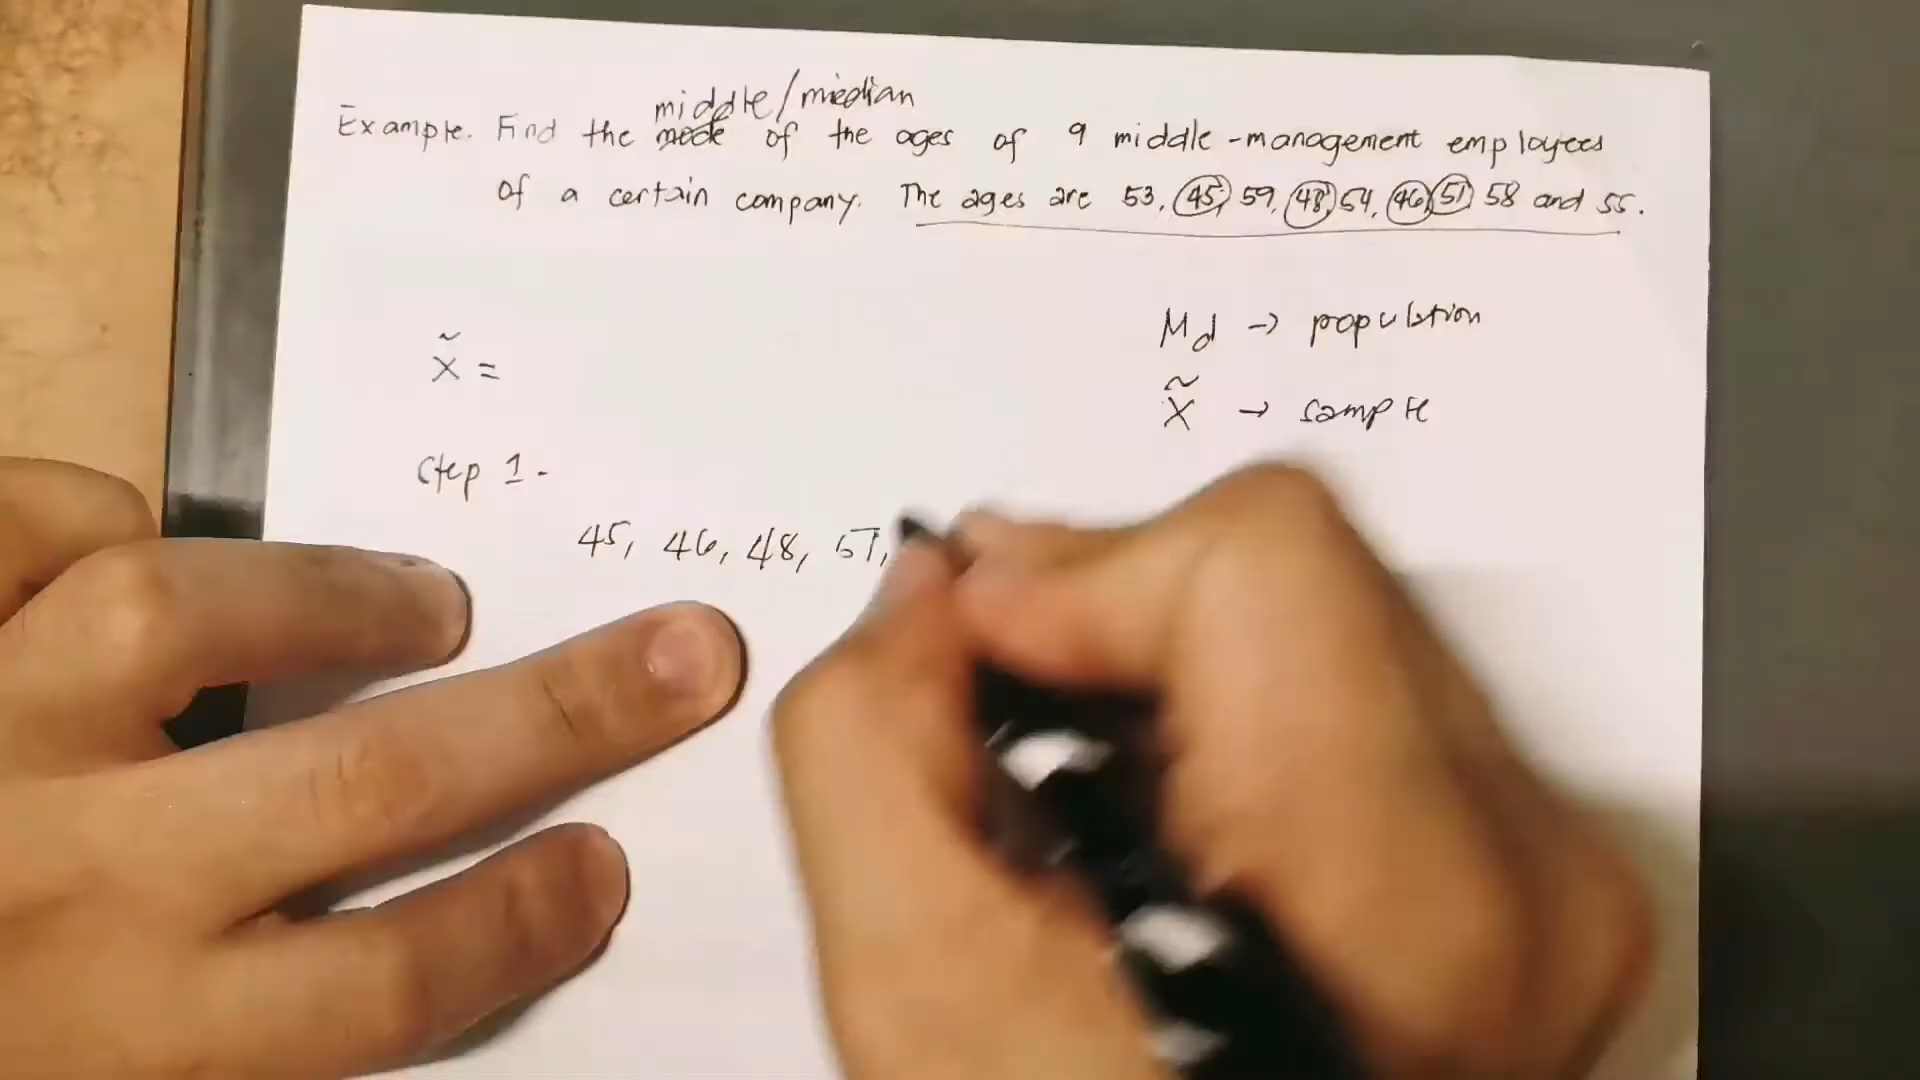 middle/median
Example. Find the mode of the ages of 9 middle-management employees
of a certain company. The ages are 53, 45, 59, 48, 54, 46, 51, 58 and 55.
Md → population
x̃ =
x̃ → sample
Step 1.
45, 46, 48, 51,